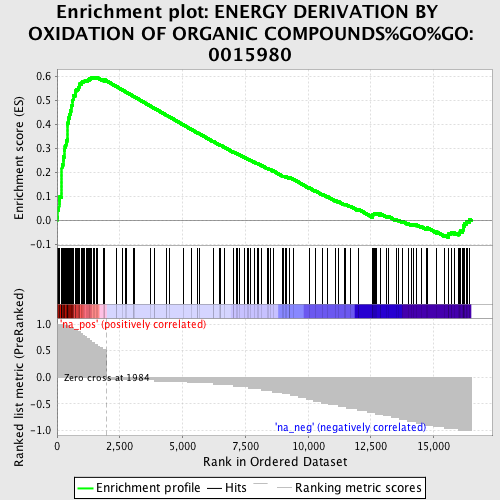 Enrichment plot: ENERGY DERIVATION BY
OXIDATION OF ORGANIC COMPOUNDS%GO%GO:
0015980
Enrichment score (ES)
0.6
0.5
0.4
0.3
0.2
0.1
0.0
-0.1
Ranked list metric (PreRanked)
1.0
0.5
0.0
-0.5
-1.0
'na_pos' (positively correlated)
Zero cross at 1984
'na_neg' (negatively correlated)
0
2,500
5,000
7,500
10,000
12,500
15,000
Rank in Ordered Dataset
Enrichment profile
Hits
Ranking metric scores